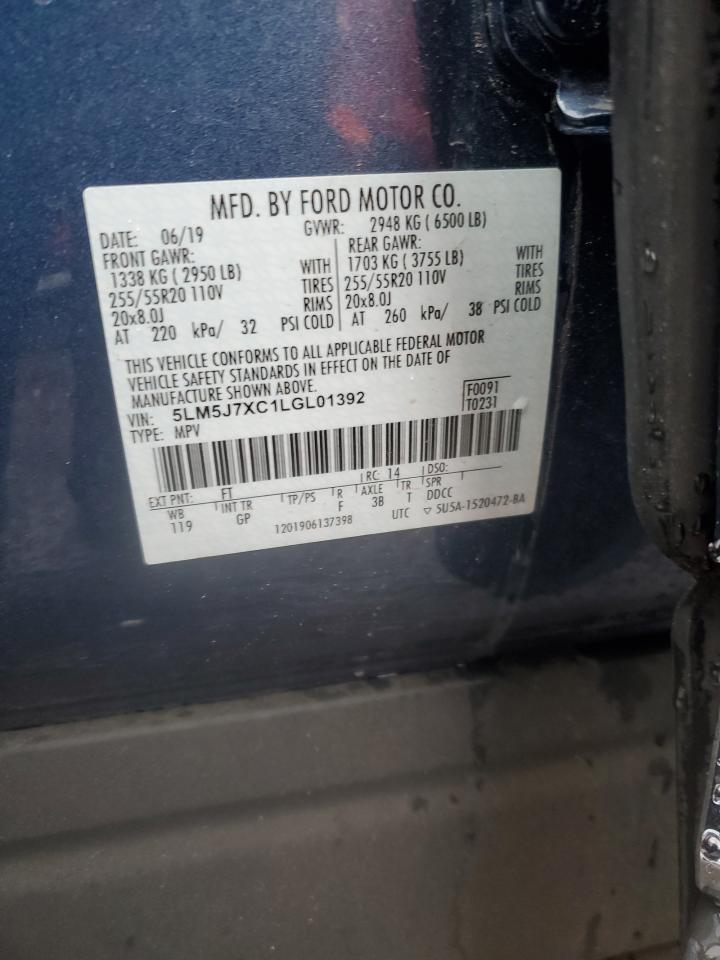 MFD. BY FORD MOTOR CO.
DATE: 06/19 GVWR: 2948 KG ( 6500 LB)
FRONT GAWR: REAR GAWR:
1338 KG ( 2950 LB) WITH 1703 KG ( 3755 LB) WITH
255/55R20 110V TIRES 255/55R20 110V TIRES
20x8.0J RIMS 20x8.0J RIMS
AT 220 kPa/ 32 PSI COLD AT 260 kPa/ 38 PSI COLD
THIS VEHICLE CONFORMS TO ALL APPLICABLE FEDERAL MOTOR
VEHICLE SAFETY STANDARDS IN EFFECT ON THE DATE OF
MANUFACTURE SHOWN ABOVE.
VIN: 5LM5J7XC1LGL01392 F0091
TYPE: MPV T0231
EXT PNT: FT RC: 14 DSO:
WB INT TR TP/PS R AXLE TR SPR
119 GP F 3B T DDCC
1201906137398 UTC ▽ 5U5A-1520472-BA